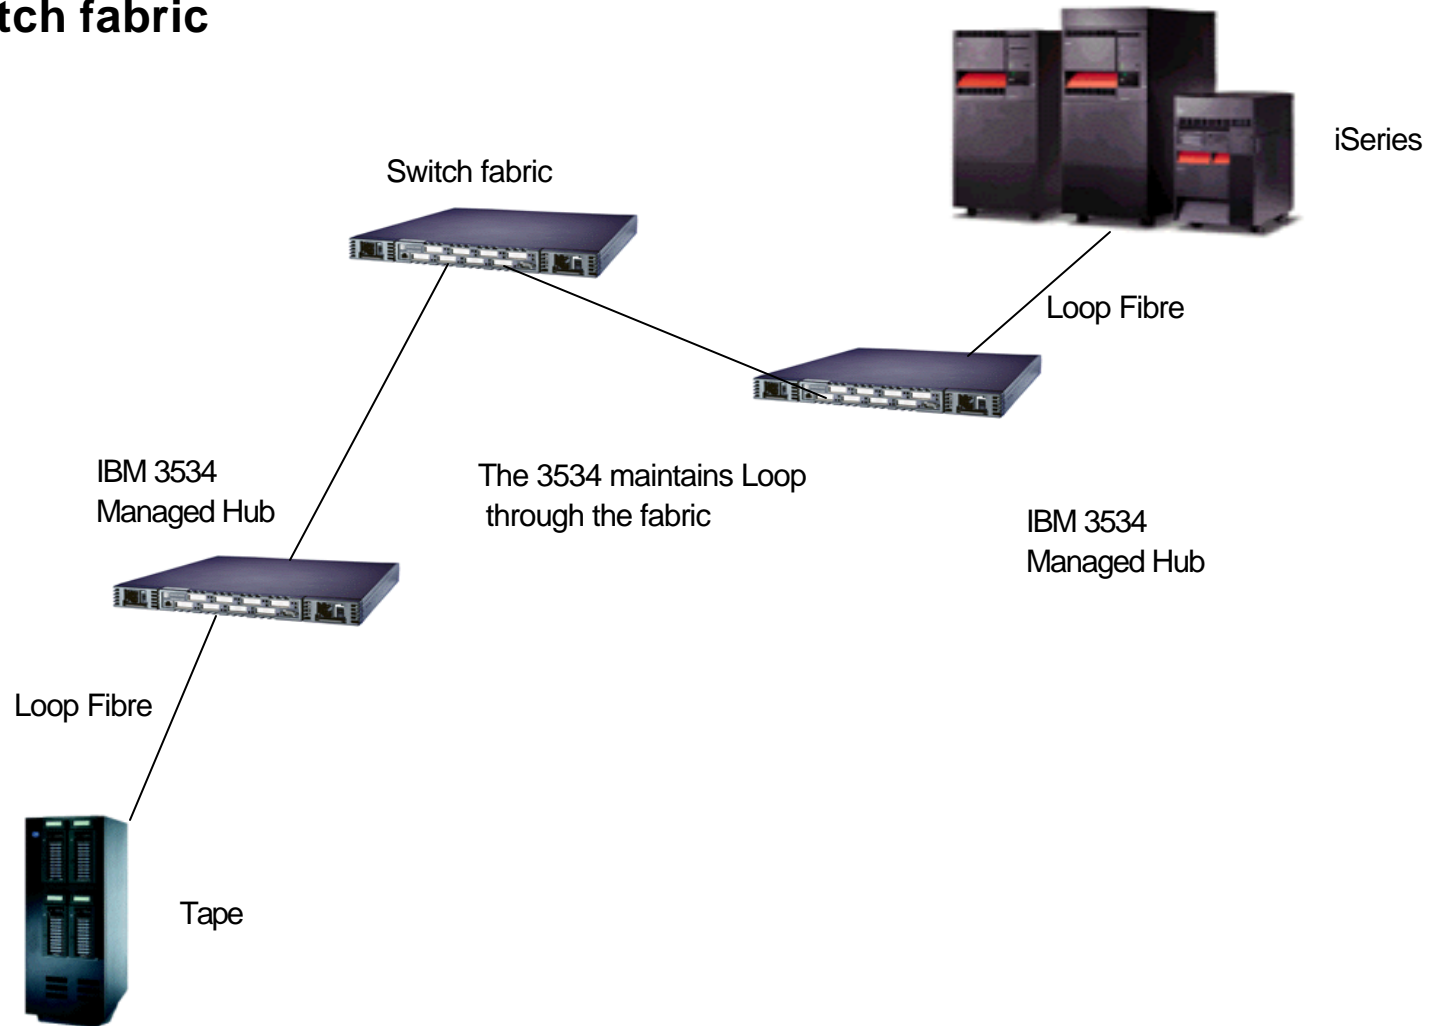 tch fabric
iSeries
Switch fabric
Loop Fibre
IBM 3534
Managed Hub
The 3534 maintains Loop
through the fabric
IBM 3534
Managed Hub
Loop Fibre
Tape